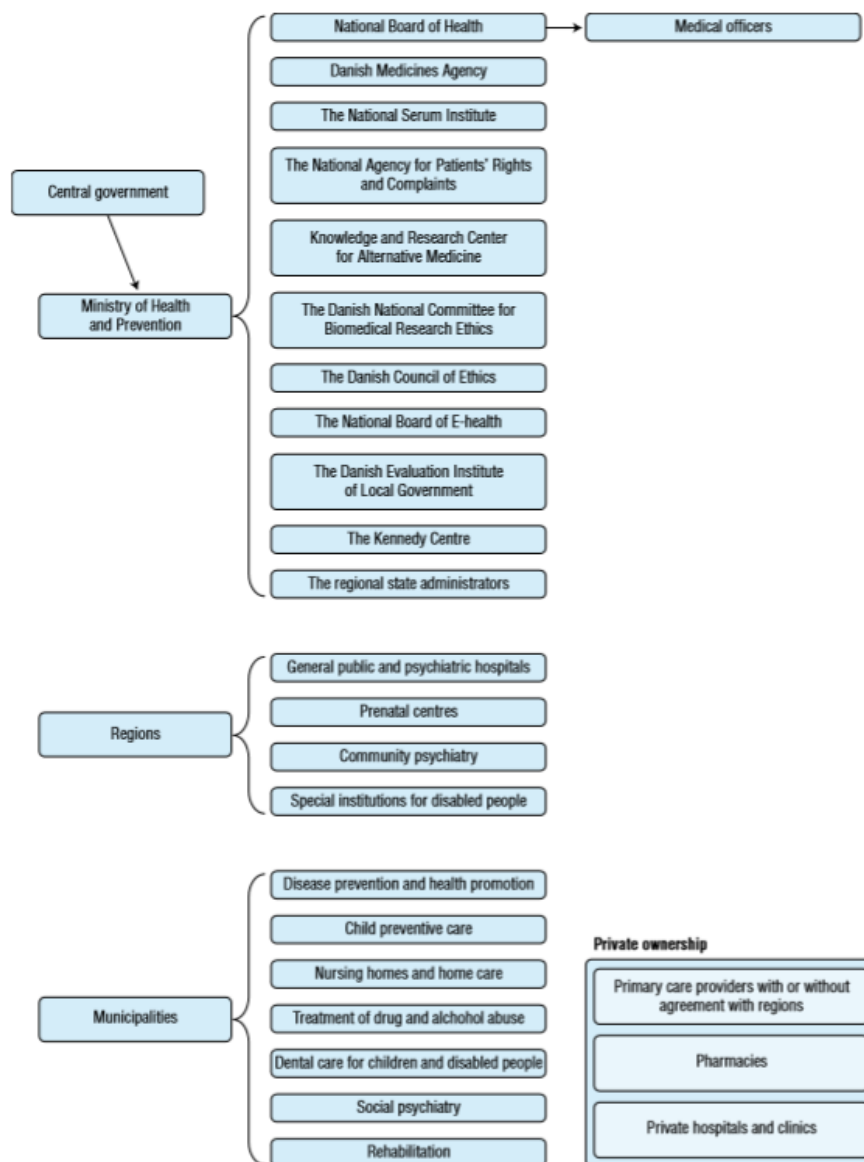 National Board of Health
Medical officers
Danish Medicines Agency
The National Serum Institute
The National Agency for Patients' Rights
and Complaints
Central government
Knowledge and Research Center
for Alternative Medicine
Ministry of Health
and Prevention
The Danish National Committee for
Biomedical Research Ethics
The Danish Council of Ethics
The National Board of E-health
The Danish Evaluation Institute
of Local Government
The Kennedy Centre
The regional state administrators
Regions
General public and psychiatric hospitals
Prenatal centres
Community psychiatry
Special institutions for disabled people
Municipalities
Disease prevention and health promotion
Child preventive care
Nursing homes and home care
Treatment of drug and alchohol abuse
Dental care for children and disabled people
Social psychiatry
Rehabilitation
Private ownership
Primary care providers with or without
agreement with regions
Pharmacies
Private hospitals and clinics